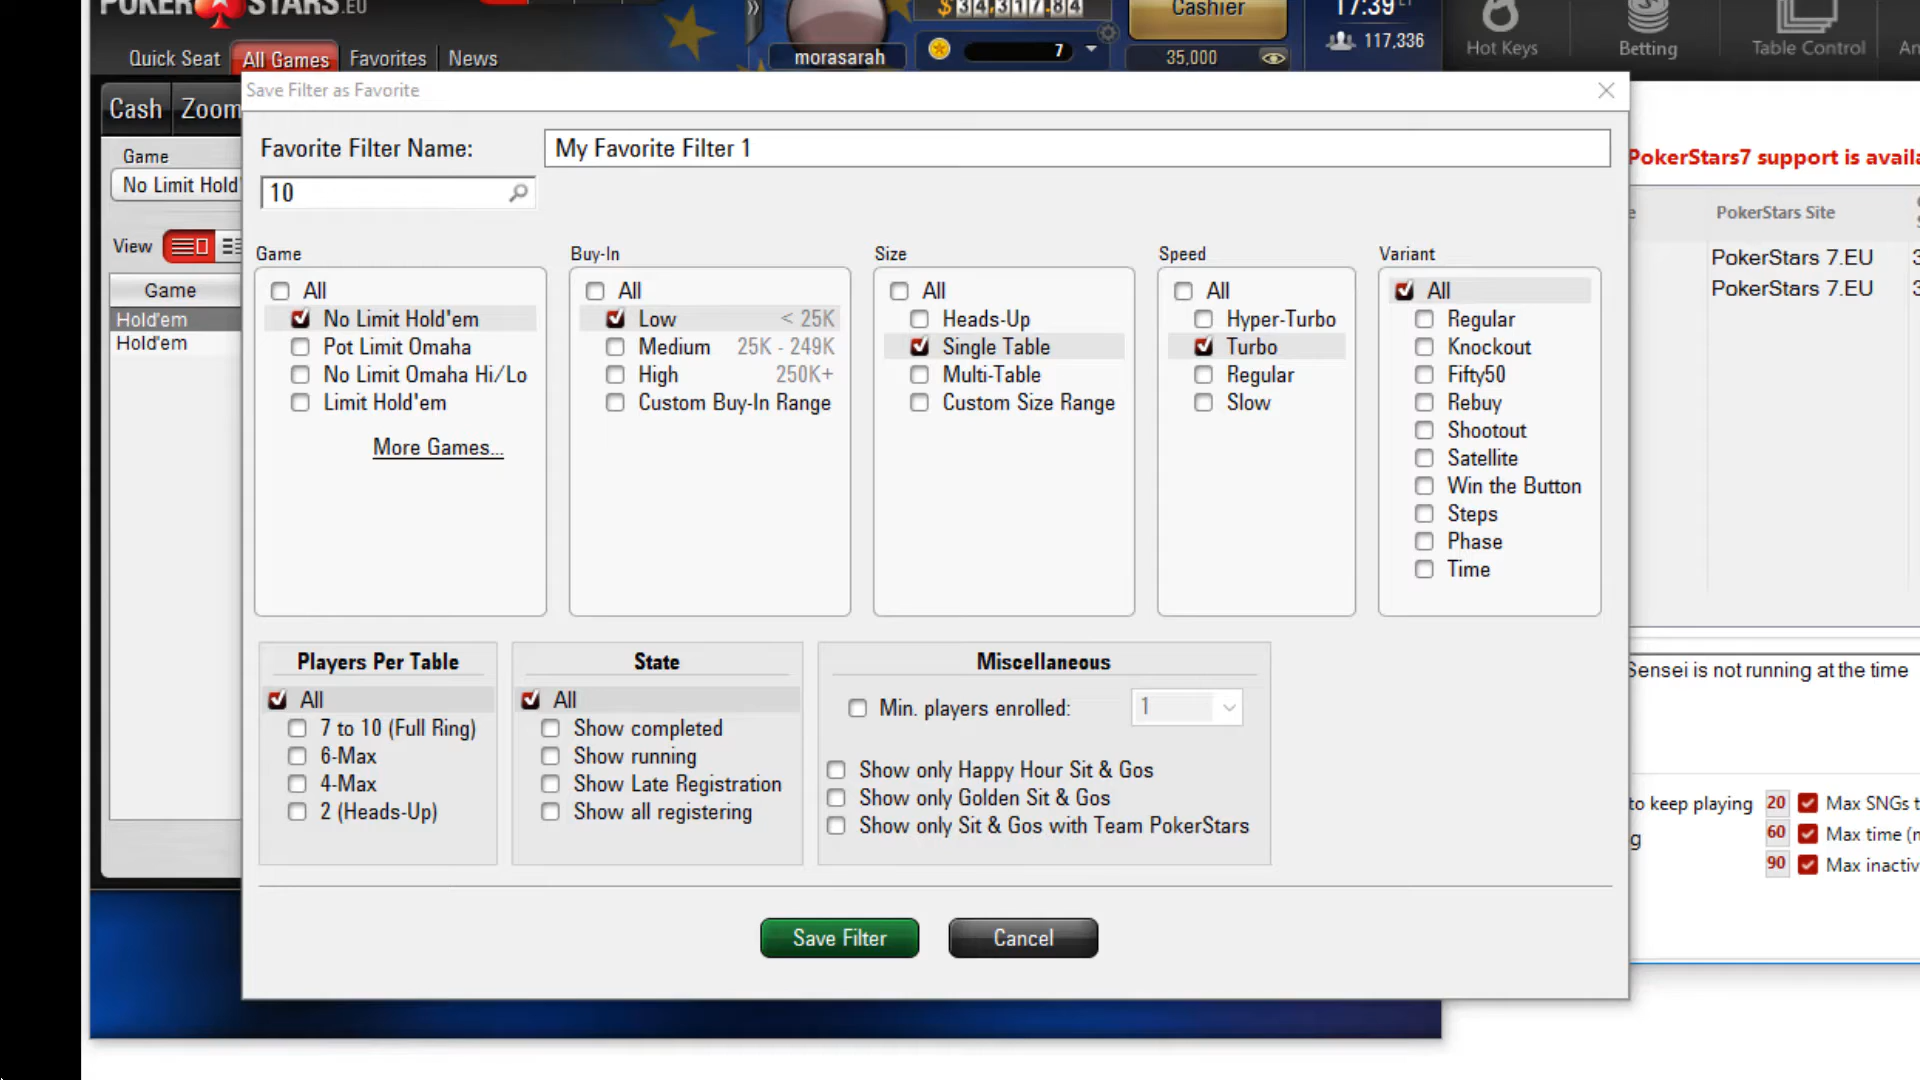 POKERSTARS.EU
$34,317.84
Cashier
17:39 ET
Quick Seat
All Games
Favorites
News
morasarah
7
35,000
117,336
Hot Keys
Betting
Table Control
Cash
Zoom
Save Filter as Favorite
Game
No Limit Hold'
View
Game
Hold'em
Hold'em
Favorite Filter Name:
My Favorite Filter 1
10
Game
All
No Limit Hold'em
Pot Limit Omaha
No Limit Omaha Hi/Lo
Limit Hold'em
More Games...
Buy-In
All
Low < 25K
Medium 25K - 249K
High 250K+
Custom Buy-In Range
Size
All
Heads-Up
Single Table
Multi-Table
Custom Size Range
Speed
All
Hyper-Turbo
Turbo
Regular
Slow
Variant
All
Regular
Knockout
Fifty50
Rebuy
Shootout
Satellite
Win the Button
Steps
Phase
Time
Players Per Table
All
7 to 10 (Full Ring)
6-Max
4-Max
2 (Heads-Up)
State
All
Show completed
Show running
Show Late Registration
Show all registering
Miscellaneous
Min. players enrolled: 1
Show only Happy Hour Sit & Gos
Show only Golden Sit & Gos
Show only Sit & Gos with Team PokerStars
Save Filter
Cancel
PokerStars7 support is availa
PokerStars Site
PokerStars 7.EU
PokerStars 7.EU
Sensei is not running at the time
to keep playing 20 Max SNGs t
g 60 Max time (m
90 Max inactiv